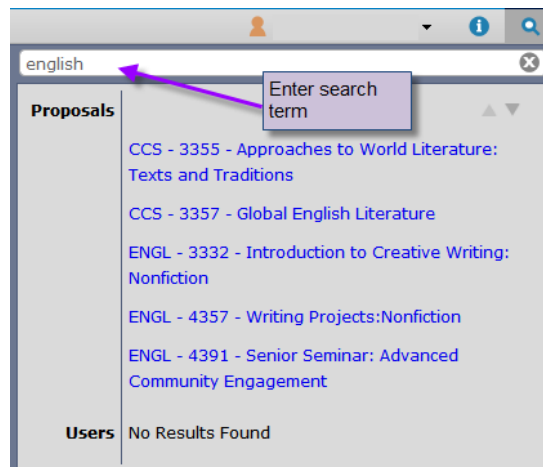 english
Enter search
term
Proposals
CCS - 3355 - Approaches to World Literature:
Texts and Traditions
CCS - 3357 - Global English Literature
ENGL - 3332 - Introduction to Creative Writing:
Nonfiction
ENGL - 4357 - Writing Projects:Nonfiction
ENGL - 4391 - Senior Seminar: Advanced
Community Engagement
Users No Results Found